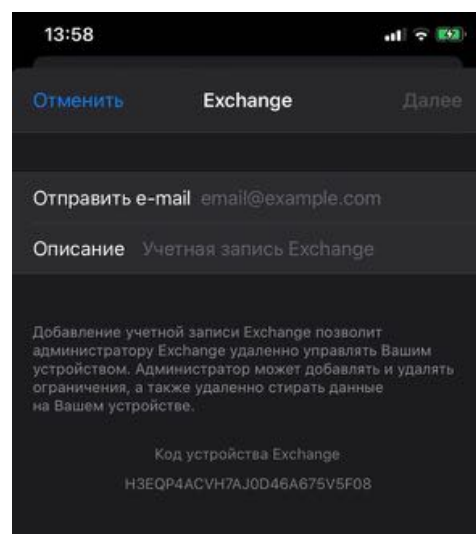 13:58
Отменить Exchange Далее
Отправить e-mail email@example.com
Описание Учетная запись Exchange
Добавление учетной записи Exchange позволит
администратору Exchange удаленно управлять Вашим
устройством. Администратор может добавлять и удалять
ограничения, а также удаленно стирать данные
на Вашем устройстве.
Код устройства Exchange
H3EQP4ACVH7AJ0D46A675V5F08